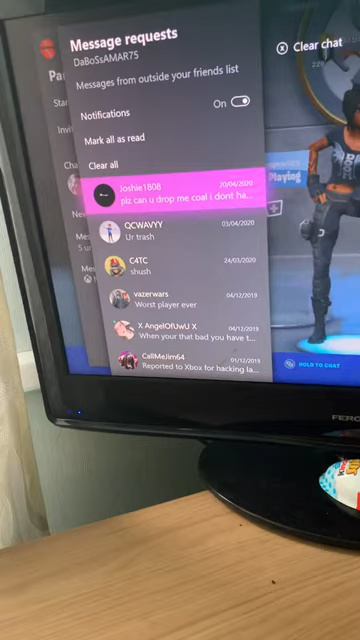 Message requests
DaBoSsAMAR75
Messages from outside your friends list
Notifications
On
Mark all as read
Clear all
Joshie1808
20/04/2020
plz can u drop me coal i dont ha...
QCWAVYY
03/04/2020
Ur trash
C4TC
24/03/2020
shush
vazerwars
04/12/2019
Worst player ever
X AngelOfUwU X
04/12/2019
When your that bad you have t...
CallMeJim64
01/12/2019
Reported to Xbox for hacking la...
Clear chat
Playing
HOLD TO CHAT